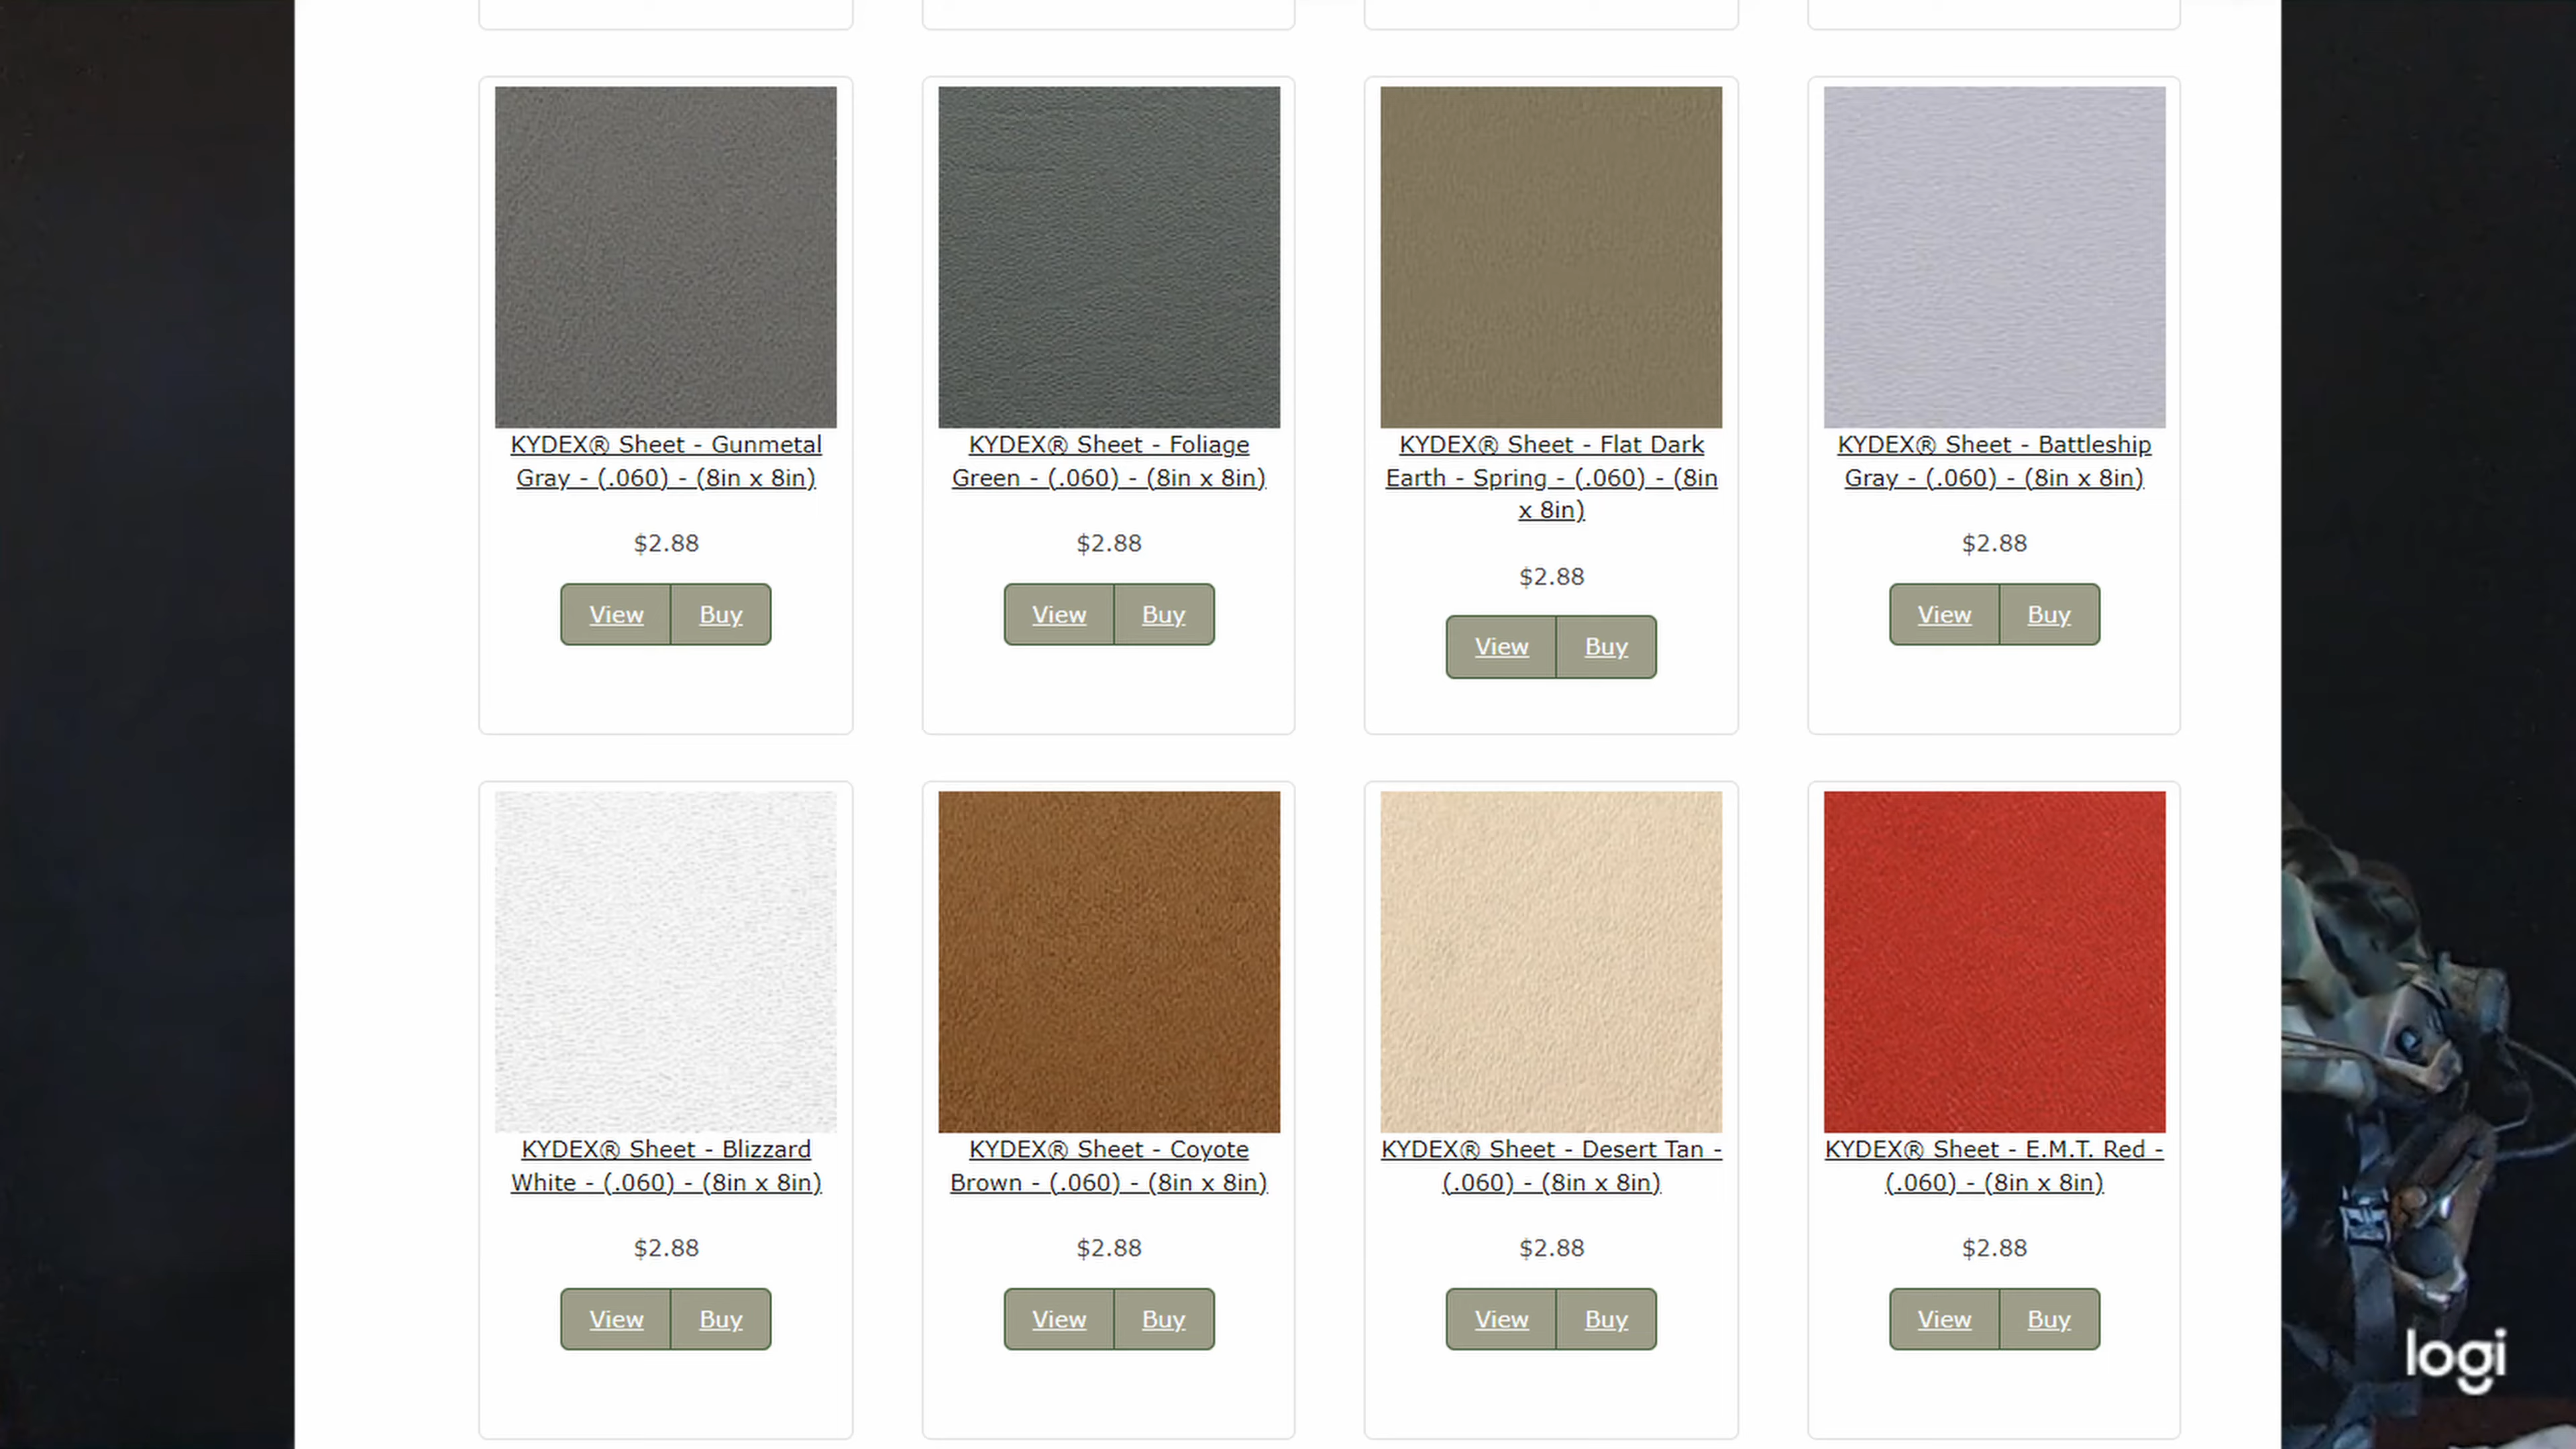 KYDEX® Sheet - Gunmetal
Gray - (.060) - (8in x 8in)
$2.88
View Buy
KYDEX® Sheet - Foliage
Green - (.060) - (8in x 8in)
$2.88
View Buy
KYDEX® Sheet - Flat Dark
Earth - Spring - (.060) - (8in
x 8in)
$2.88
View Buy
KYDEX® Sheet - Battleship
Gray - (.060) - (8in x 8in)
$2.88
View Buy
KYDEX® Sheet - Blizzard
White - (.060) - (8in x 8in)
$2.88
View Buy
KYDEX® Sheet - Coyote
Brown - (.060) - (8in x 8in)
$2.88
View Buy
KYDEX® Sheet - Desert Tan -
(.060) - (8in x 8in)
$2.88
View Buy
KYDEX® Sheet - E.M.T. Red -
(.060) - (8in x 8in)
$2.88
View Buy
logi